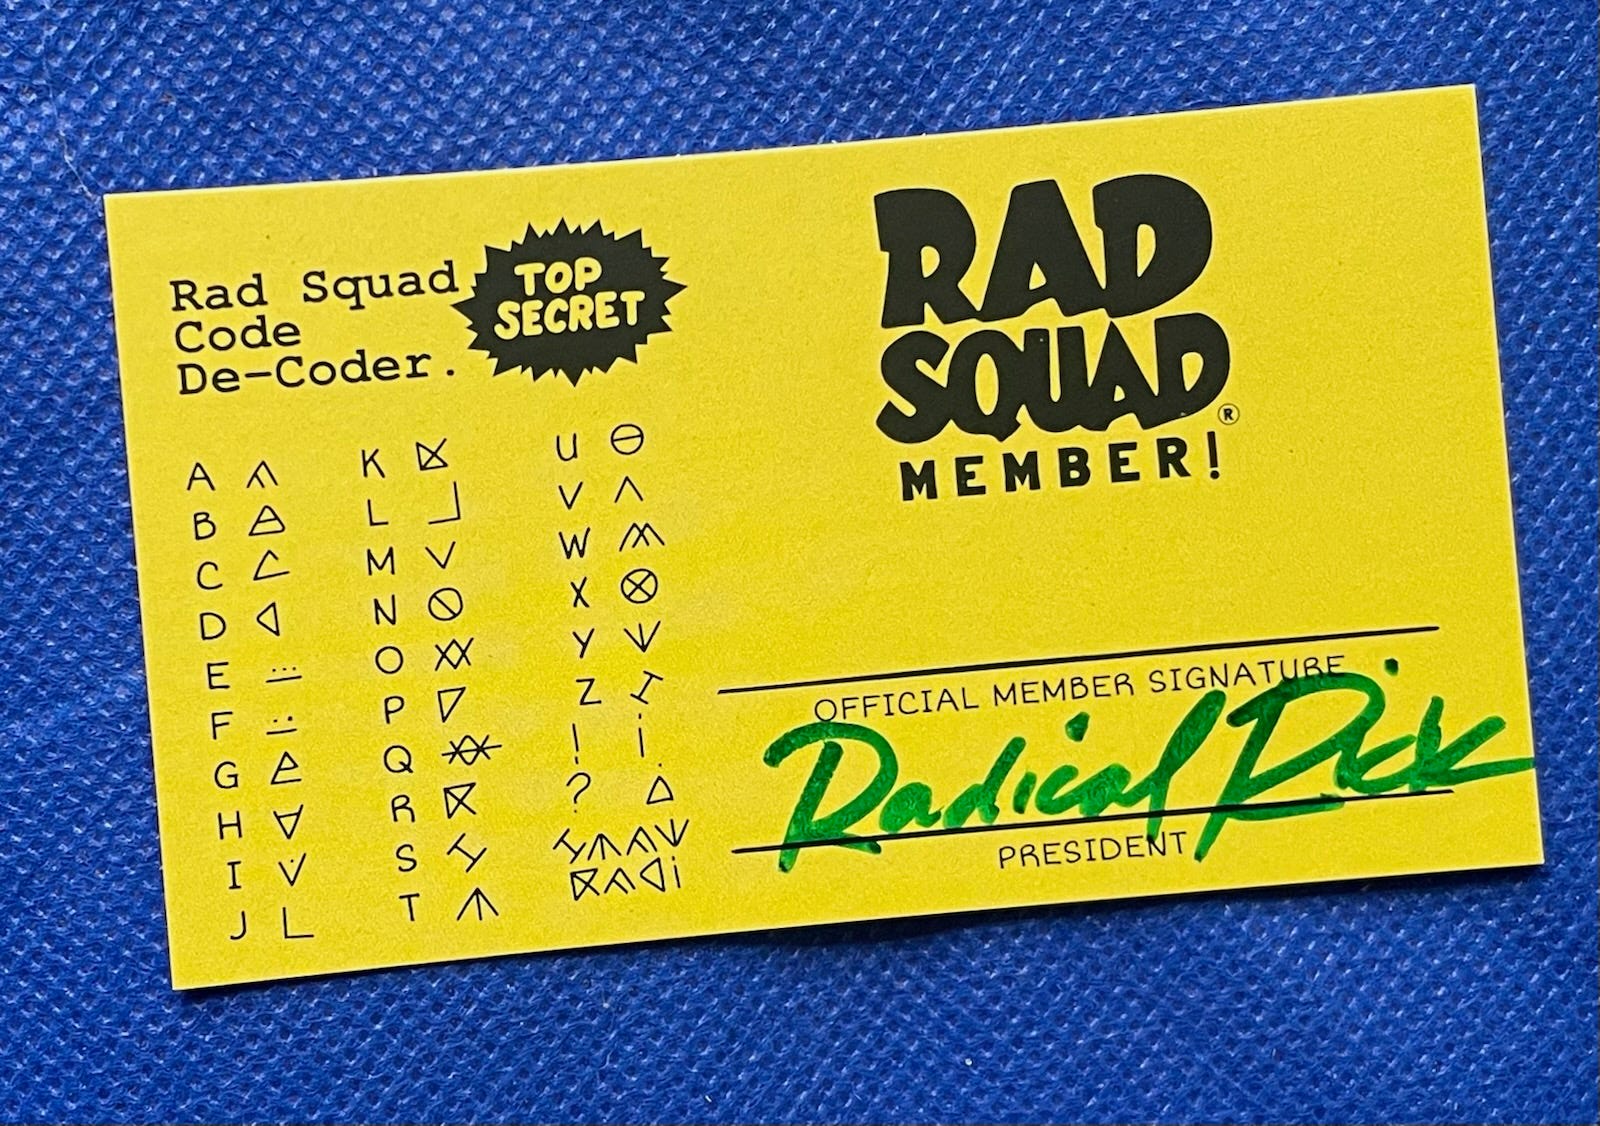 Rad Squad
Code
De-Coder.
TOP
SECRET
A
B
C
D
E
F
G
H
I
J
K
L
M
N
O
P
Q
R
S
T
U
V
W
X
Y
Z
!
?
RAD
SQUAD®
MEMBER!
OFFICIAL MEMBER SIGNATURE
Radical Rick
PRESIDENT